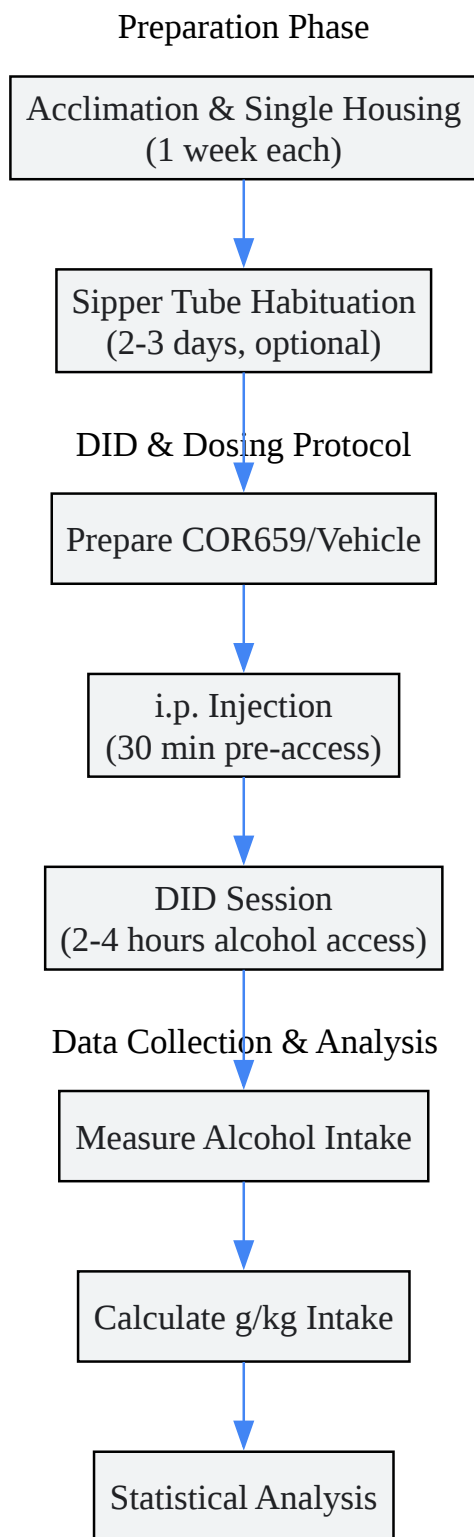 Preparation Phase
Acclimation & Single Housing
(1 week each)
Sipper Tube Habituation
(2-3 days, optional)
DID & Dosing Protocol
Prepare COR659/Vehicle
i.p. Injection
(30 min pre-access)
DID Session
(2-4 hours alcohol access)
Data Collection & Analysis
Measure Alcohol Intake
Calculate g/kg Intake
Statistical Analysis